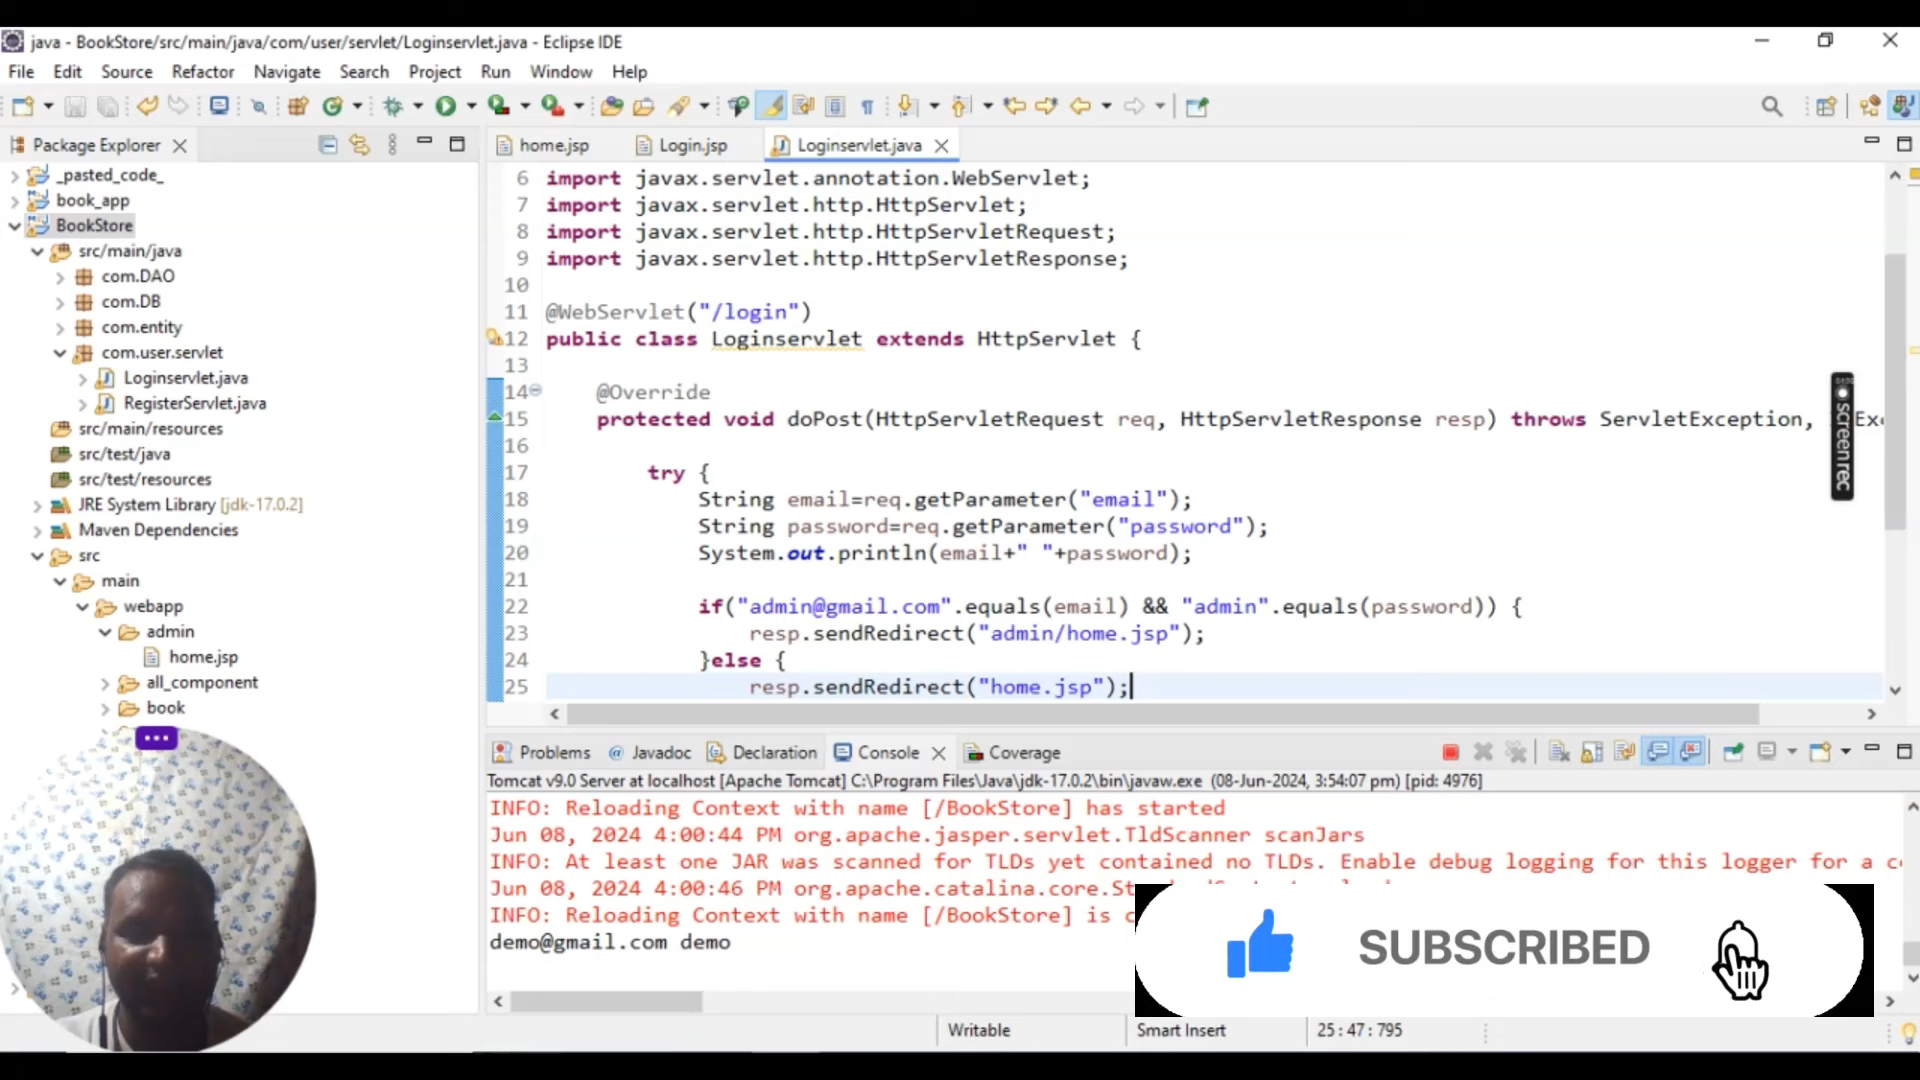 java - BookStore/src/main/java/com/user/servlet/Loginservlet.java - Eclipse IDE
File Edit Source Refactor Navigate Search Project Run Window Help
Package Explorer
_pasted_code_
book_app
BookStore
src/main/java
com.DAO
com.DB
com.entity
com.user.servlet
Loginservlet.java
RegisterServlet.java
src/main/resources
src/test/java
src/test/resources
JRE System Library [jdk-17.0.2]
Maven Dependencies
src
main
webapp
admin
home.jsp
all_component
book
home.jsp Login.jsp Loginservlet.java
6 import javax.servlet.annotation.WebServlet;
7 import javax.servlet.http.HttpServlet;
8 import javax.servlet.http.HttpServletRequest;
9 import javax.servlet.http.HttpServletResponse;
10
11 @WebServlet("/login")
12 public class Loginservlet extends HttpServlet {
13
14 @Override
15 protected void doPost(HttpServletRequest req, HttpServletResponse resp) throws ServletException,
16
17 try {
18 String email=req.getParameter("email");
19 String password=req.getParameter("password");
20 System.out.println(email+" "+password);
21
22 if("admin@gmail.com".equals(email) && "admin".equals(password)) {
23 resp.sendRedirect("admin/home.jsp");
24 }else {
25 resp.sendRedirect("home.jsp");
screenrec
Problems Javadoc Declaration Console Coverage
Tomcat v9.0 Server at localhost [Apache Tomcat] C:\Program Files\Java\jdk-17.0.2\bin\javaw.exe (08-Jun-2024, 3:54:07 pm) [pid: 4976]
INFO: Reloading Context with name [/BookStore] has started
Jun 08, 2024 4:00:44 PM org.apache.jasper.servlet.TldScanner scanJars
INFO: At least one JAR was scanned for TLDs yet contained no TLDs. Enable debug logging for this logger for a
Jun 08, 2024 4:00:46 PM org.apache.catalina.core.
INFO: Reloading Context with name [/BookStore] is
demo@gmail.com demo
SUBSCRIBED
Writable Smart Insert 25 : 47 : 795